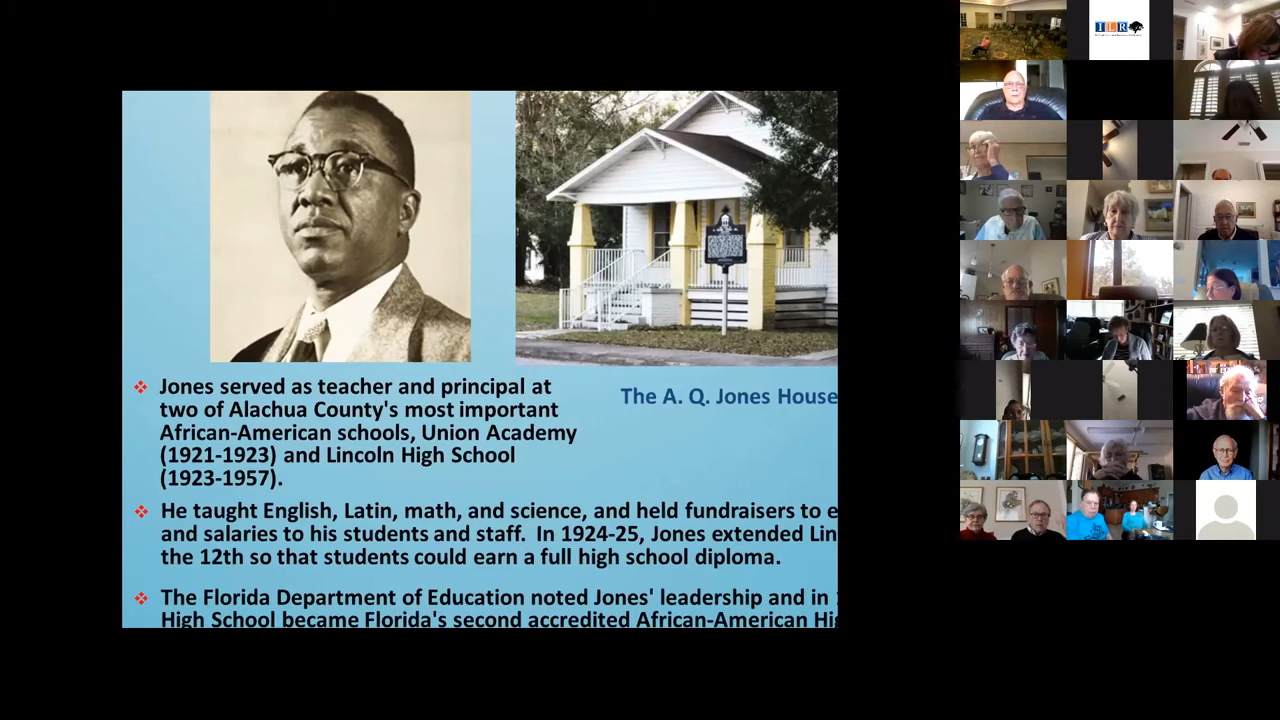 ILR
Jones served as teacher and principal at
two of Alachua County's most important
African-American schools, Union Academy
(1921-1923) and Lincoln High School
(1923-1957).
The A. Q. Jones House
He taught English, Latin, math, and science, and held fundraisers to e
and salaries to his students and staff. In 1924-25, Jones extended Lin
the 12th so that students could earn a full high school diploma.
The Florida Department of Education noted Jones' leadership and in
High School became Florida's second accredited African-American Hi